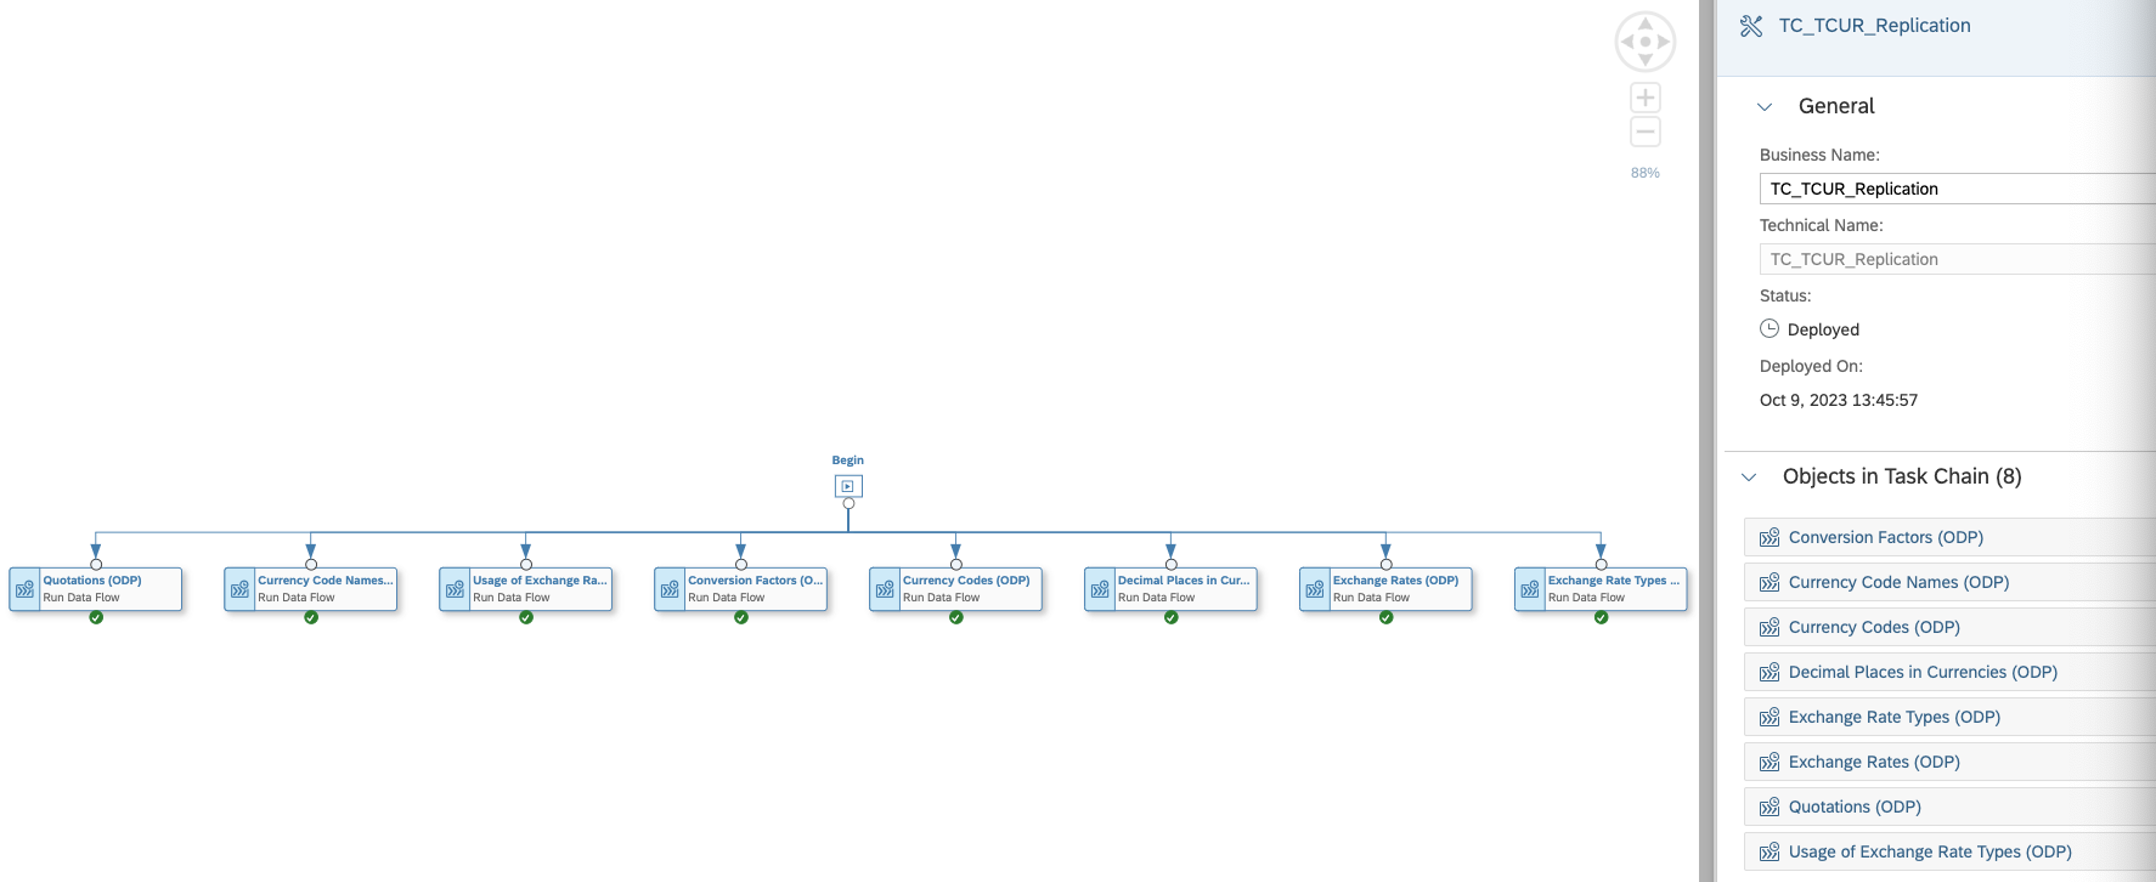 88%
Begin
Quotations (ODP)
Run Data Flow
Currency Code Names...
Run Data Flow
Usage of Exchange Ra...
Run Data Flow
Conversion Factors (O...
Run Data Flow
Currency Codes (ODP)
Run Data Flow
Decimal Places in Cur...
Run Data Flow
Exchange Rates (ODP)
Run Data Flow
Exchange Rate Types ...
Run Data Flow
TC_TCUR_Replication
General
Business Name:
TC_TCUR_Replication
Technical Name:
TC_TCUR_Replication
Status:
Deployed
Deployed On:
Oct 9, 2023 13:45:57
Objects in Task Chain (8)
Conversion Factors (ODP)
Currency Code Names (ODP)
Currency Codes (ODP)
Decimal Places in Currencies (ODP)
Exchange Rate Types (ODP)
Exchange Rates (ODP)
Quotations (ODP)
Usage of Exchange Rate Types (ODP)